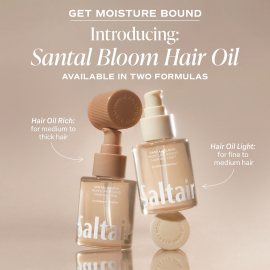 GET MOISTURE BOUND
Introducing:
Santal Bloom Hair Oil
AVAILABLE IN TWO FORMULAS
Hair Oil Rich:
for medium to
thick hair
Hair Oil Light:
for fine to
medium hair
Saltair
Saltair